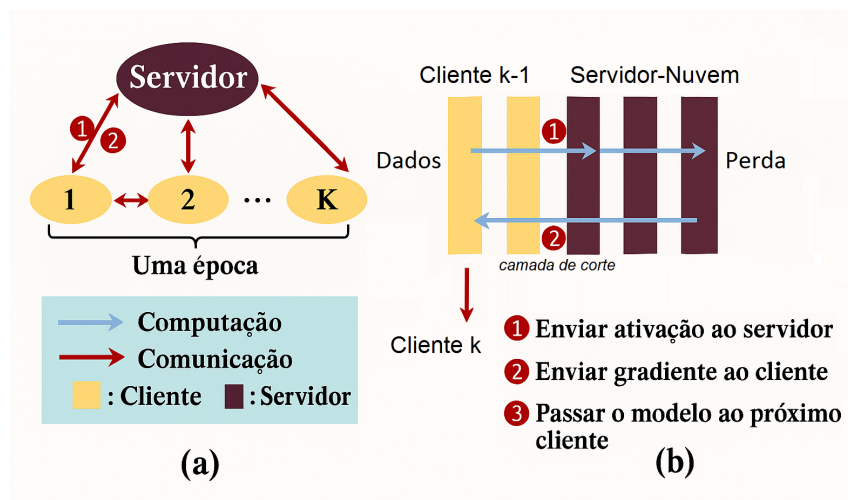 Servidor
1
2
1
2
...
K
Uma época
Computação
Comunicação
: Cliente
: Servidor
(a)
Cliente k-1
Servidor-Nuvem
1
Dados
Perda
2
camada de corte
Cliente k
1 Enviar ativação ao servidor
2 Enviar gradiente ao cliente
3 Passar o modelo ao próximo
cliente
(b)